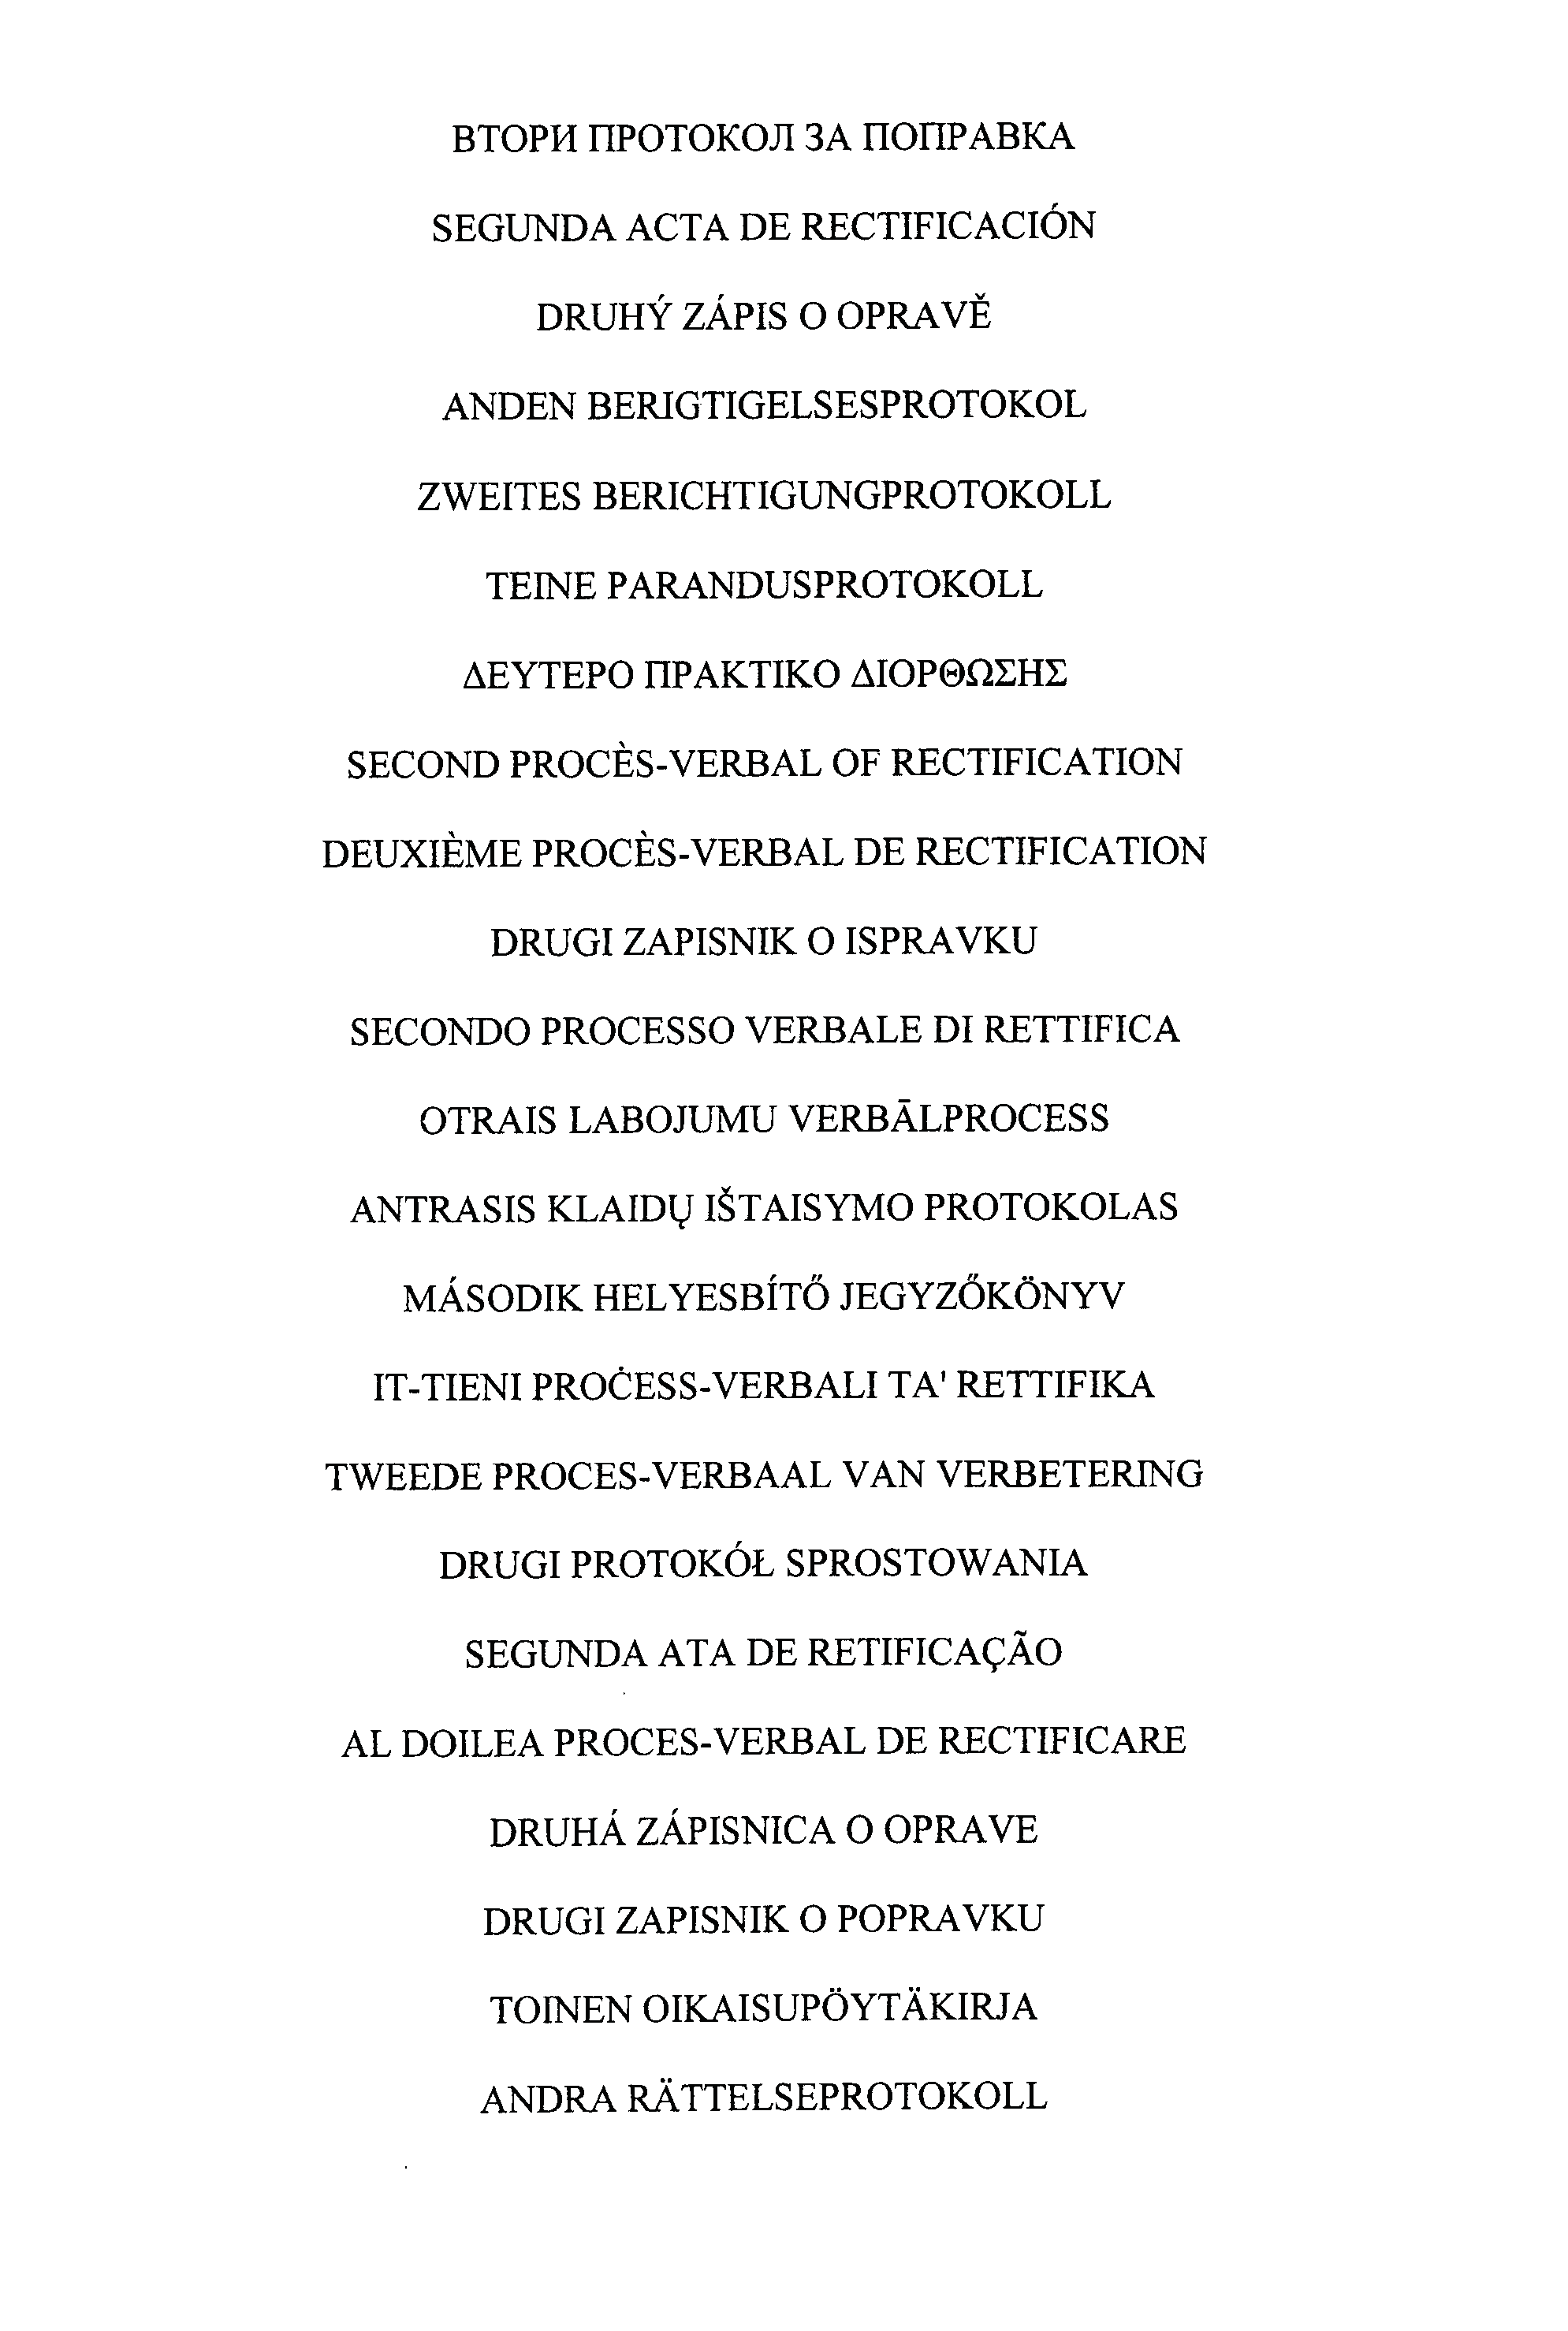 ВТОРИ ПРОТОКОЛ ЗА ПОПРАВКА
SEGUNDA ACTA DE RECTIFICACIÓN
DRUHÝ ZÁPIS O OPRAVĚ
ANDEN BERIGTIGELSESPROTOKOL
ZWEITES BERICHTIGUNGPROTOKOLL
TEINE PARANDUSPROTOKOLL
ΔΕΥΤΕΡΟ ΠΡΑΚΤΙΚΟ ΔΙΟΡΘΩΣΗΣ
SECOND PROCÈS-VERBAL OF RECTIFICATION
DEUXIÈME PROCÈS-VERBAL DE RECTIFICATION
DRUGI ZAPISNIK O ISPRAVKU
SECONDO PROCESSO VERBALE DI RETTIFICA
OTRAIS LABOJUMU VERBĀLPROCESS
ANTRASIS KLAIDŲ IŠTAISYMO PROTOKOLAS
MÁSODIK HELYESBÍTŐ JEGYZŐKÖNYV
IT-TIENI PROĊESS-VERBALI TA' RETTIFIKA
TWEEDE PROCES-VERBAAL VAN VERBETERING
DRUGI PROTOKÓŁ SPROSTOWANIA
SEGUNDA ATA DE RETIFICAÇÃO
AL DOILEA PROCES-VERBAL DE RECTIFICARE
DRUHÁ ZÁPISNICA O OPRAVE
DRUGI ZAPISNIK O POPRAVKU
TOINEN OIKAISUPÖYTÄKIRJA
ANDRA RÄTTELSEPROTOKOLL